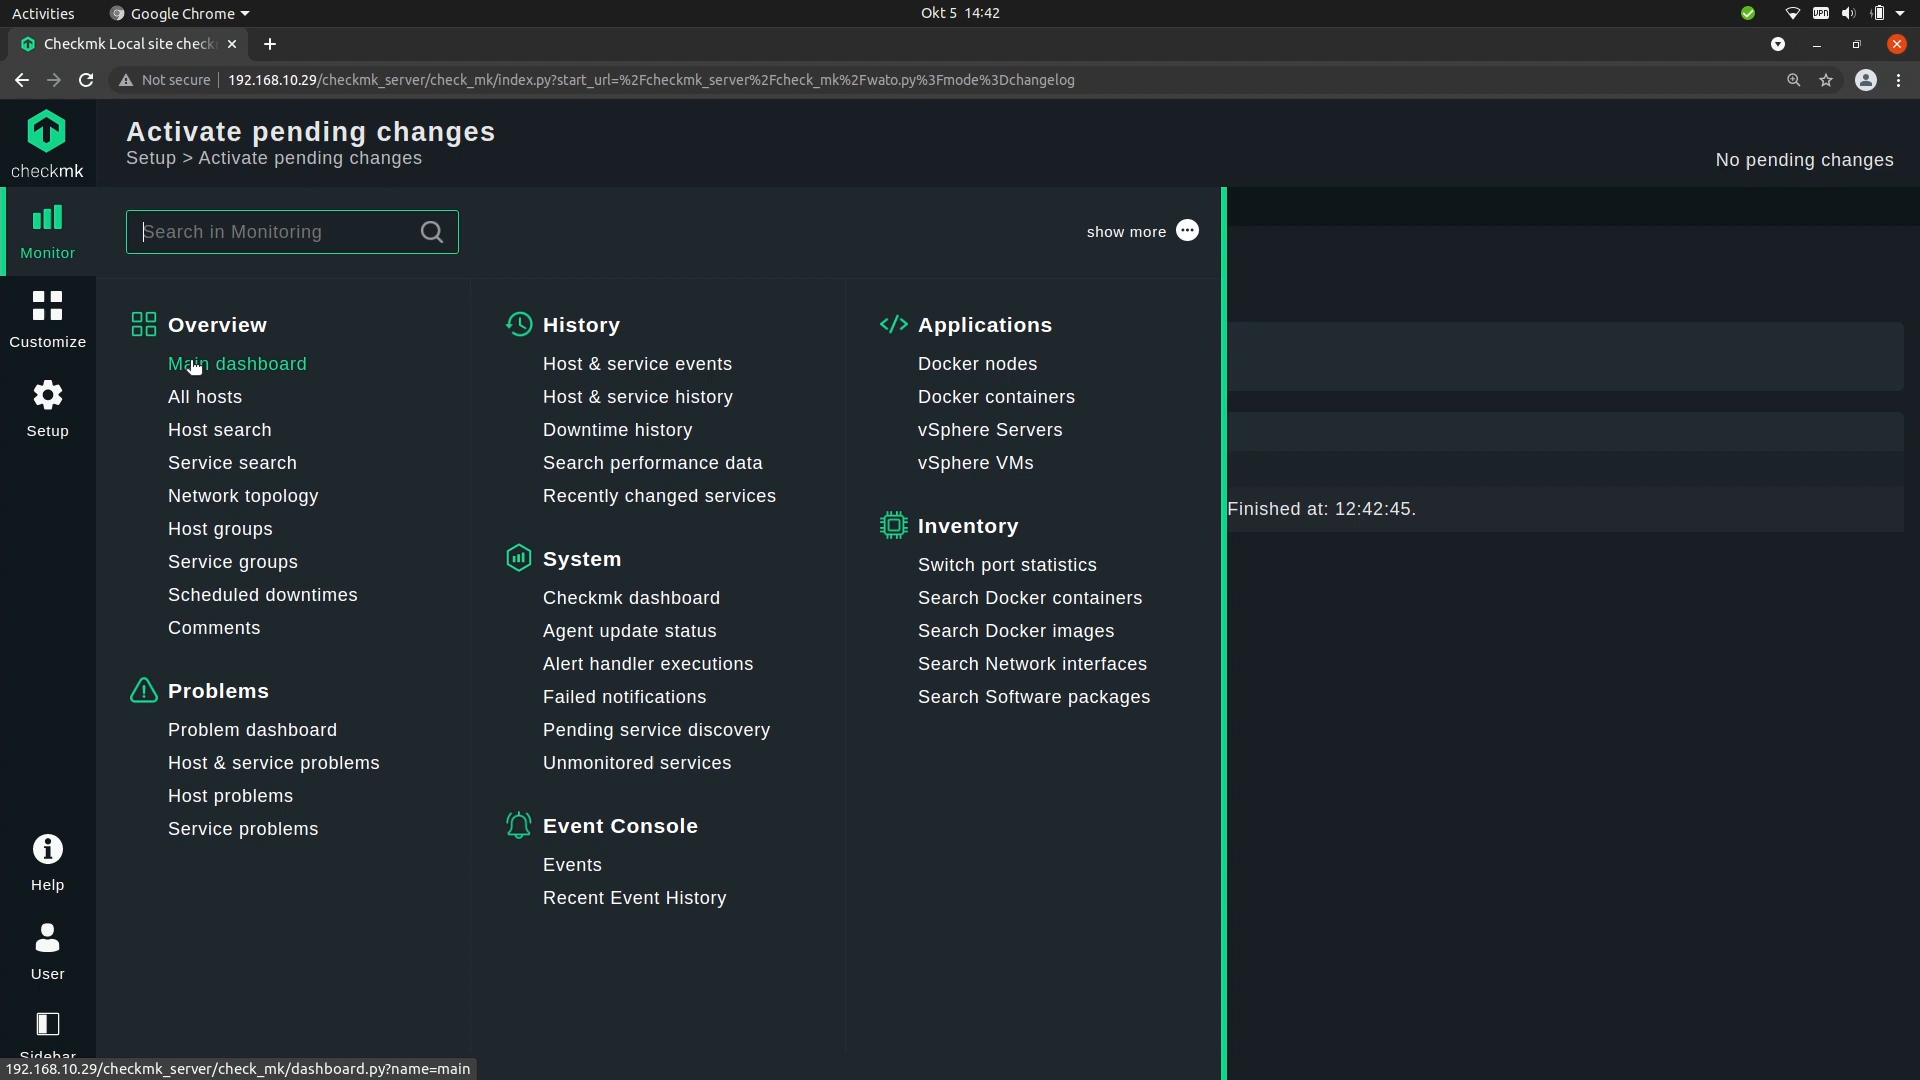 Activities
Google Chrome
Okt 5 14:42
VPN
Checkmk Local site check
Not secure
192.168.10.29/checkmk_server/check_mk/index.py?start_url=%2Fcheckmk_server%2Fcheck_mk%2Fwato.py%3Fmode%3Dchangelog
checkmk
Activate pending changes
Setup > Activate pending changes
No pending changes
Monitor
Customize
Setup
Help
User
Sidebar
Search in Monitoring
show more
Overview
Main dashboard
All hosts
Host search
Service search
Network topology
Host groups
Service groups
Scheduled downtimes
Comments
Problems
Problem dashboard
Host & service problems
Host problems
Service problems
History
Host & service events
Host & service history
Downtime history
Search performance data
Recently changed services
System
Checkmk dashboard
Agent update status
Alert handler executions
Failed notifications
Pending service discovery
Unmonitored services
Event Console
Events
Recent Event History
Applications
Docker nodes
Docker containers
vSphere Servers
vSphere VMs
Inventory
Switch port statistics
Search Docker containers
Search Docker images
Search Network interfaces
Search Software packages
Finished at: 12:42:45.
192.168.10.29/checkmk_server/check_mk/dashboard.py?name=main